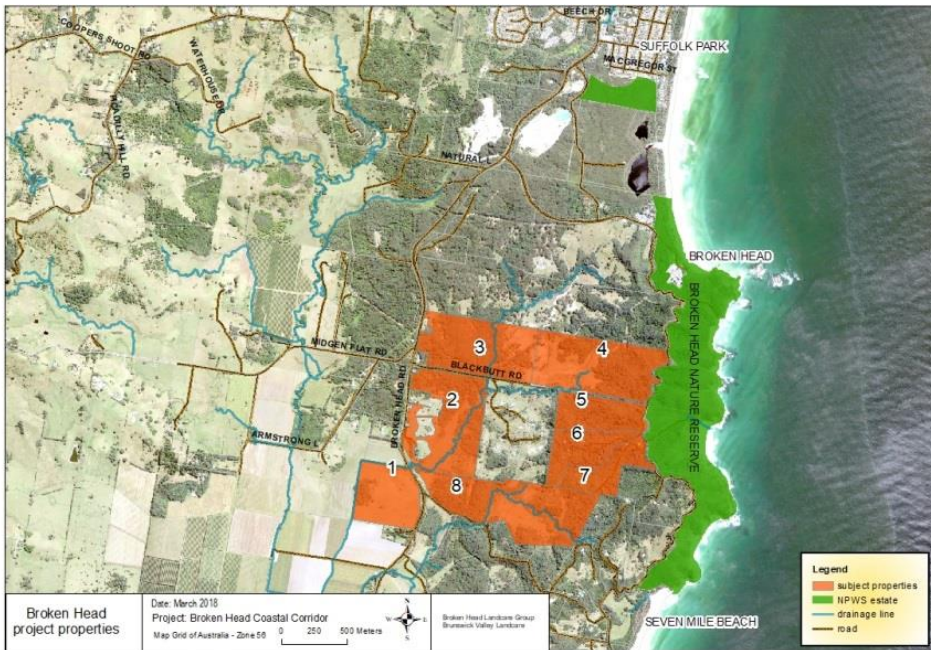 BEECH DR
COOPERS SHOOT RD
WATERHOUSE DR
SUFFOLK PARK
MACGREGOR ST
PICADILLY HILL RD
NATURAL L
BROKEN HEAD
BROKEN HEAD NATURE RESERVE
MIDGEN FLAT RD
3
4
BLACKBUTT RD
BROKEN HEAD RD
2
5
6
ARMSTRONG L
1
7
8
SEVEN MILE BEACH
Legend
subject properties
NPWS estate
drainage line
road
Broken Head
project properties
Date: March 2018
Project: Broken Head Coastal Corridor
Map Grid of Australia - Zone 56
0 250 500 Meters
N
W E
S
Broken Head Landcare Group
Brunswick Valley Landcare